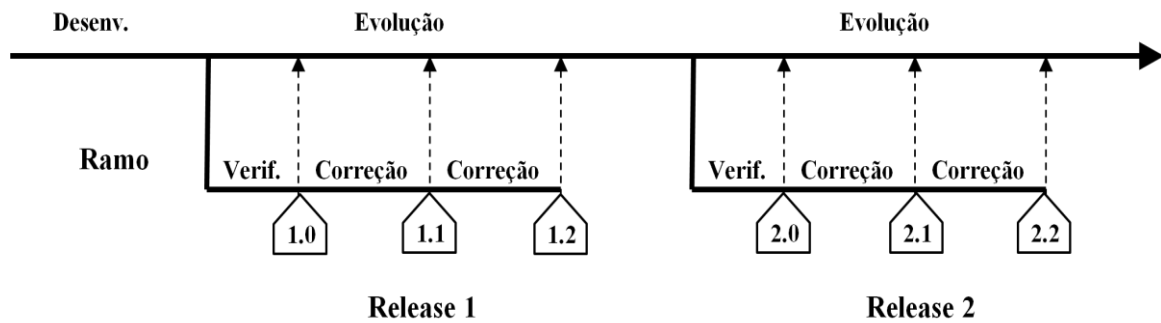 Desenv. Evolução Evolução
Ramo
Verif. Correção Correção Verif. Correção Correção
1.0 1.1 1.2 2.0 2.1 2.2
Release 1 Release 2